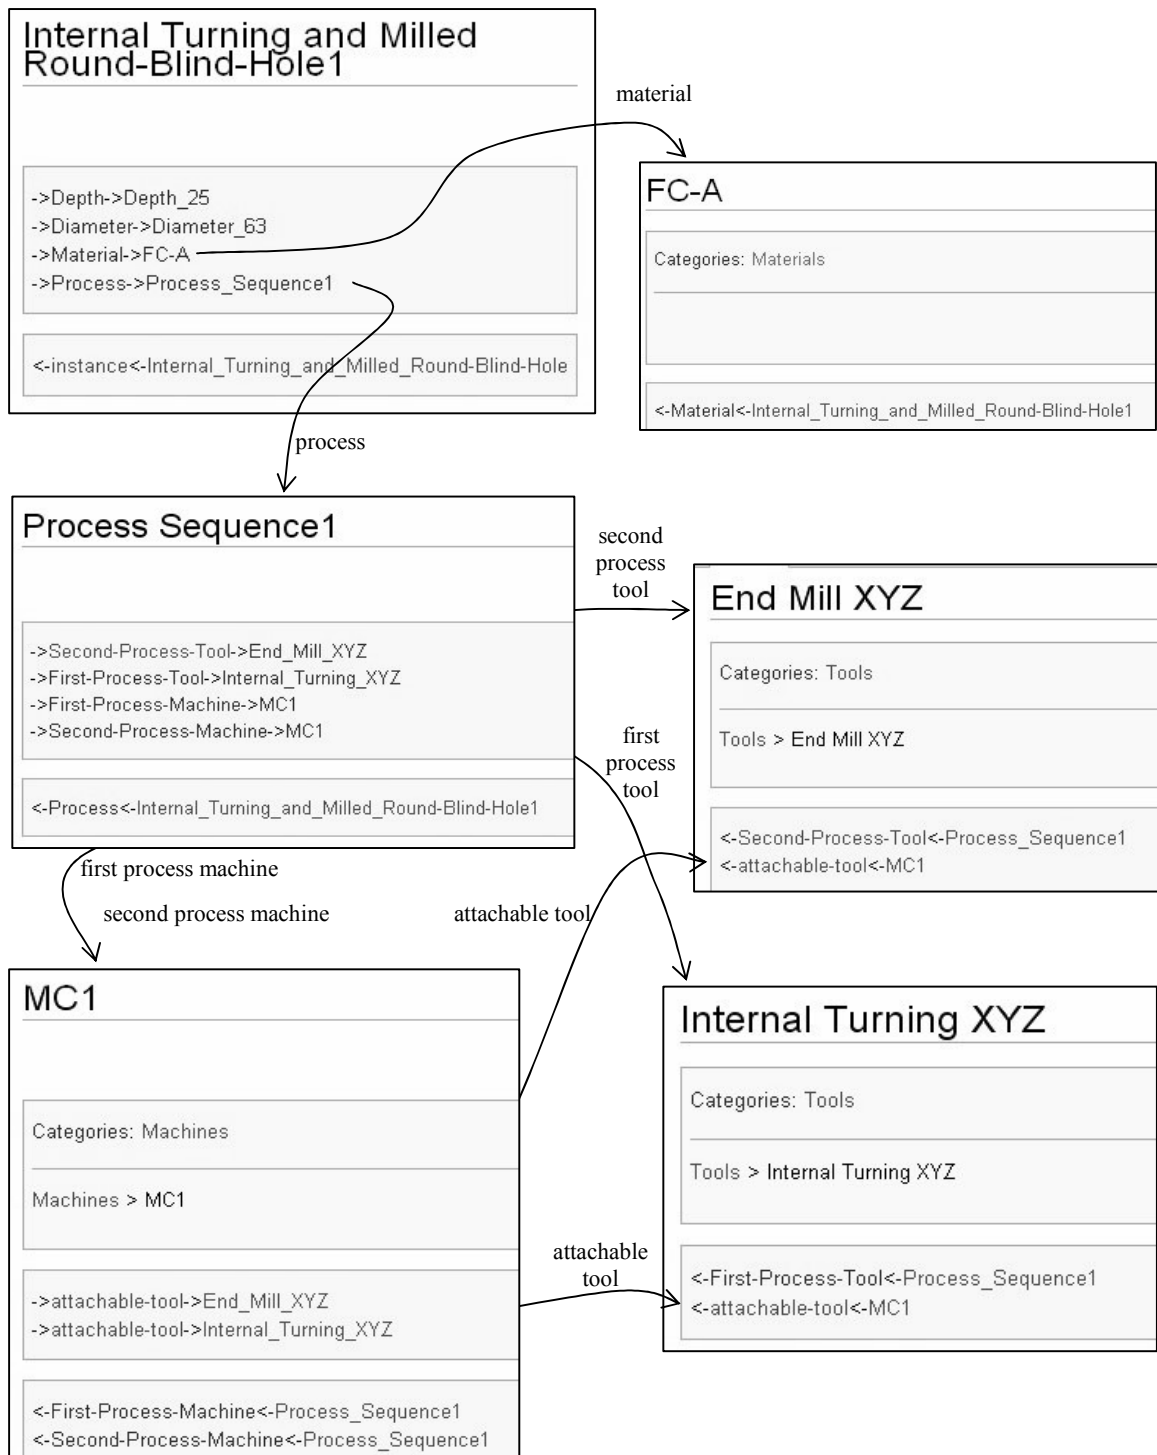 Internal Turning and Milled
Round-Blind-Hole1
->Depth->Depth_25
->Diameter->Diameter_63
->Material->FC-A
->Process->Process_Sequence1
<-instance<-Internal_Turning_and_Milled_Round-Blind-Hole
material
FC-A
Categories: Materials
<-Material<-Internal_Turning_and_Milled_Round-Blind-Hole1
process
Process Sequence1
->Second-Process-Tool->End_Mill_XYZ
->First-Process-Tool->Internal_Turning_XYZ
->First-Process-Machine->MC1
->Second-Process-Machine->MC1
<-Process<-Internal_Turning_and_Milled_Round-Blind-Hole1
second
process
tool
End Mill XYZ
Categories: Tools
Tools > End Mill XYZ
<-Second-Process-Tool<-Process_Sequence1
<-attachable-tool<-MC1
first
process
tool
first process machine
second process machine
attachable tool
MC1
Categories: Machines
Machines > MC1
->attachable-tool->End_Mill_XYZ
->attachable-tool->Internal_Turning_XYZ
<-First-Process-Machine<-Process_Sequence1
<-Second-Process-Machine<-Process_Sequence1
attachable
tool
Internal Turning XYZ
Categories: Tools
Tools > Internal Turning XYZ
<-First-Process-Tool<-Process_Sequence1
<-attachable-tool<-MC1